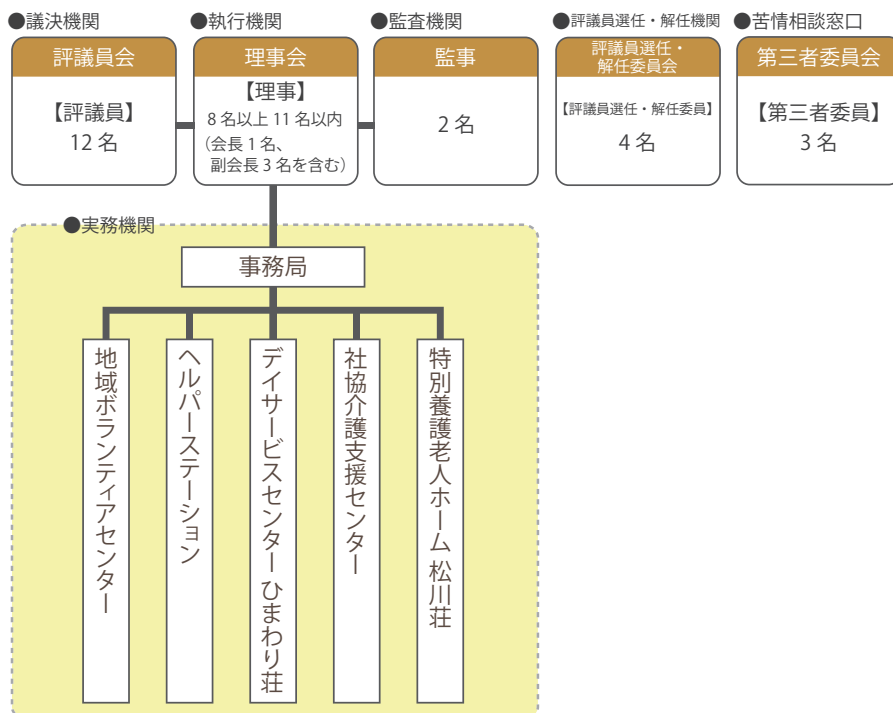 ●議決機関
評議員会
【評議員】
12 名
●執行機関
理事会
【理事】
8 名以上 11 名以内
（会長 1 名、
副会長 3 名を含む）
●監査機関
監事
2 名
●評議員選任・解任機関
評議員選任・
解任委員会
【評議員選任・解任委員】
4 名
●苦情相談窓口
第三者委員会
【第三者委員】
3 名
●実務機関
事務局
地域ボランティアセンター
ヘルパーステーション
デイサービスセンター ひまわり荘
社協介護支援センター
特別養護老人ホーム 松川荘